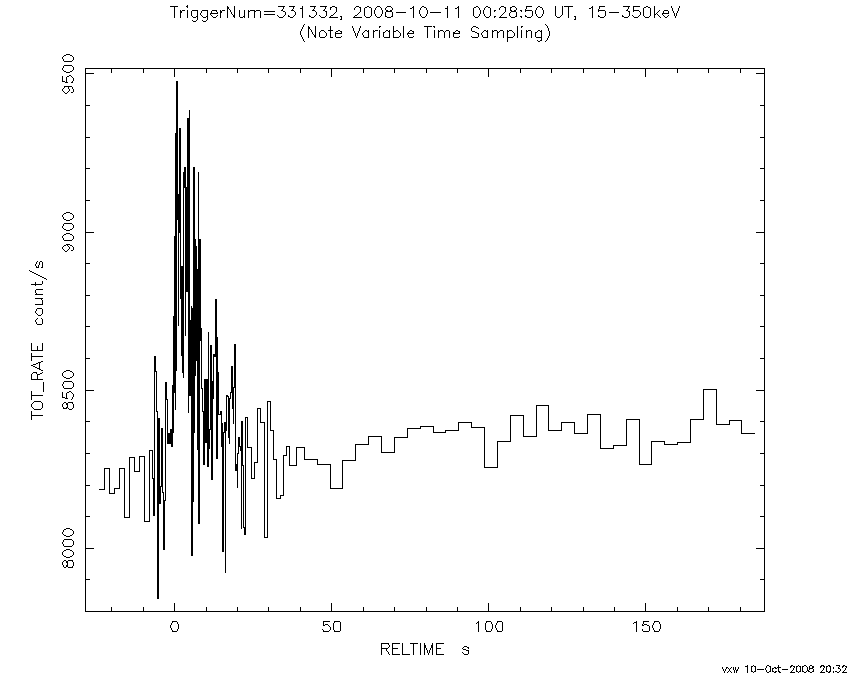 TriggerNum=331332, 2008-10-11 00:28:50 UT, 15-350keV
(Note Variable Time Sampling)
9500
9000
8500
8000
TOT_RATE count/s
0 50 100 150
RELTIME s
vxw 10-Oct-2008 20:32